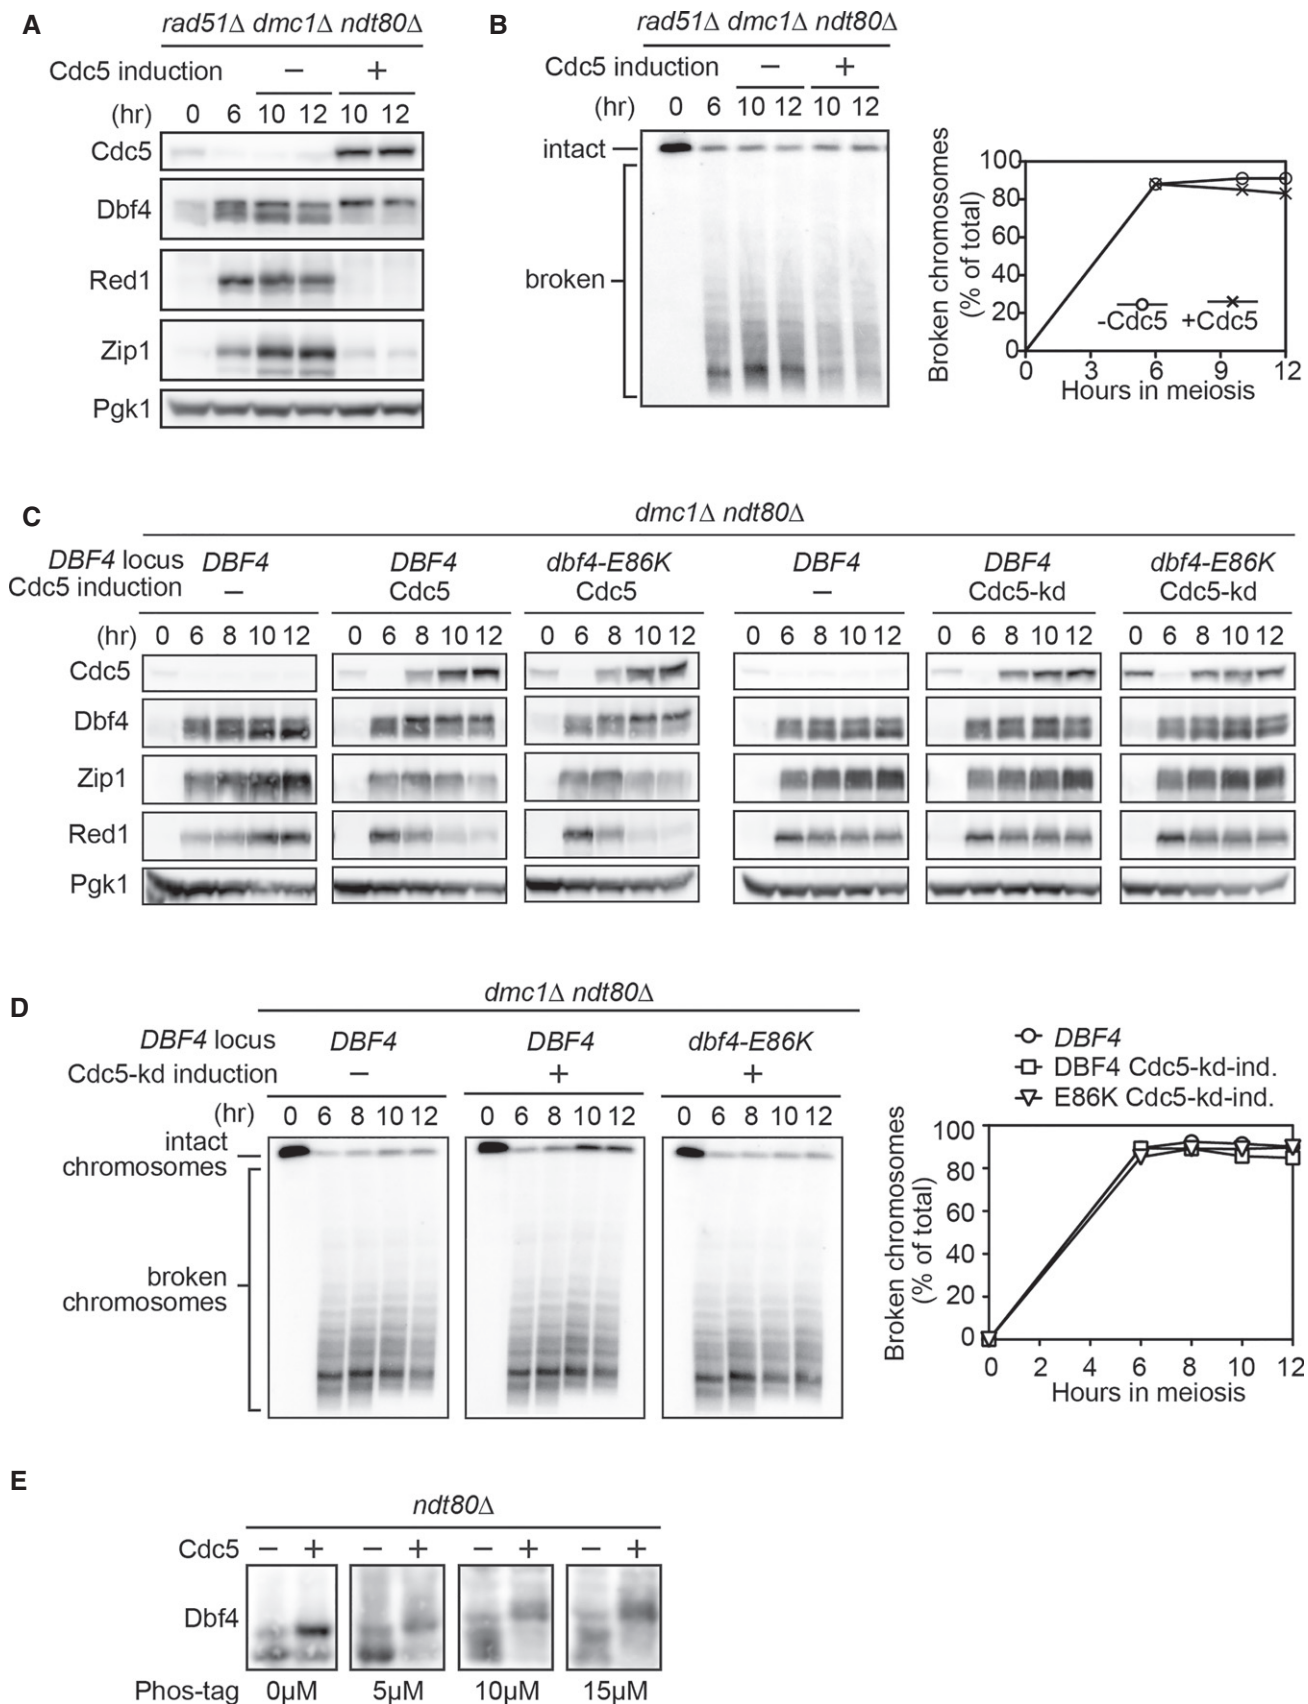 A
rad51Δ dmc1Δ ndt80Δ
Cdc5 induction − +
(hr) 0 6 10 12 10 12
Cdc5
Dbf4
Red1
Zip1
Pgk1
B
rad51Δ dmc1Δ ndt80Δ
Cdc5 induction − +
(hr) 0 6 10 12 10 12
intact
broken
Broken chromosomes
(% of total)
100
80
60
40
20
0
-Cdc5 +Cdc5
0 3 6 9 12
Hours in meiosis
C
dmc1Δ ndt80Δ
DBF4 locus DBF4 DBF4 dbf4-E86K DBF4 DBF4 dbf4-E86K
Cdc5 induction − Cdc5 Cdc5 − Cdc5-kd Cdc5-kd
(hr) 0 6 8 10 12 0 6 8 10 12 0 6 8 10 12 0 6 8 10 12 0 6 8 10 12 0 6 8 10 12
Cdc5
Dbf4
Zip1
Red1
Pgk1
D
dmc1Δ ndt80Δ
DBF4 locus DBF4 DBF4 dbf4-E86K
Cdc5-kd induction − + +
(hr) 0 6 8 10 12 0 6 8 10 12 0 6 8 10 12
intact
chromosomes
broken
chromosomes
DBF4
DBF4 Cdc5-kd-ind.
E86K Cdc5-kd-ind.
Broken chromosomes
(% of total)
100
80
60
40
20
0
0 2 4 6 8 10 12
Hours in meiosis
E
ndt80Δ
Cdc5 − + − + − + − +
Dbf4
Phos-tag 0µM 5µM 10µM 15µM